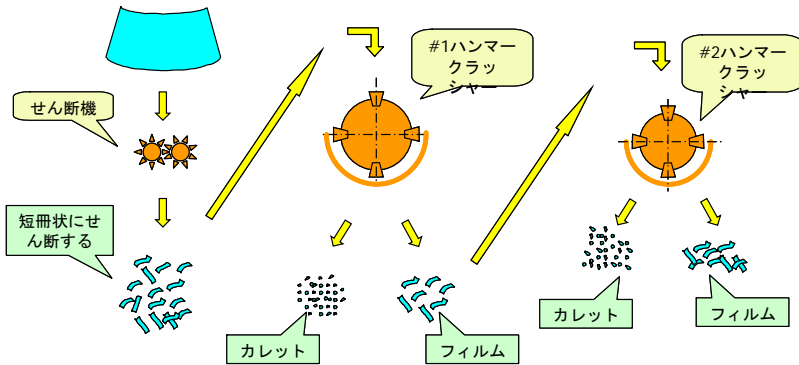 せん断機
短冊状にせ
ん断する
#1ハンマー
クラッ
シャー
カレット
フィルム
#2ハンマー
クラッ
シャー
カレット
フィルム